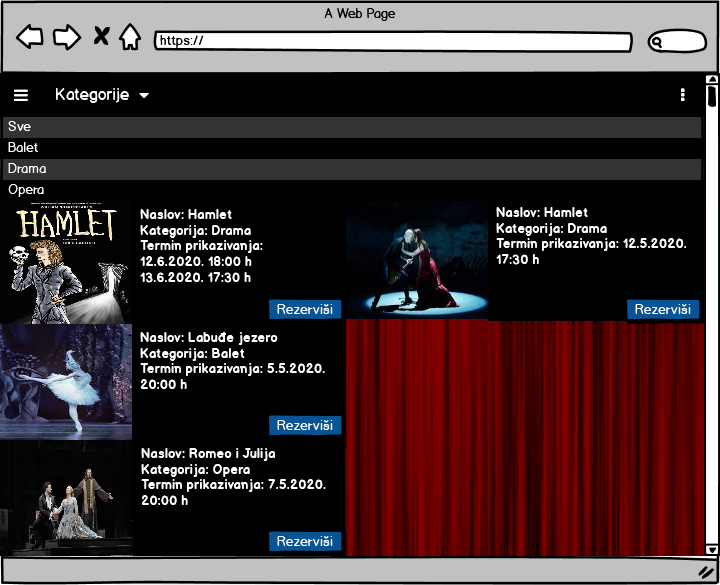 A Web Page
https://
Kategorije
Sve
Balet
Drama
Opera
WILLIAM SHAKESPEARE'S
HAMLET
Naslov: Hamlet
Kategorija: Drama
Termin prikazivanja:
12.6.2020. 18:00 h
13.6.2020. 17:30 h
Rezerviši
Naslov: Hamlet
Kategorija: Drama
Termin prikazivanja: 12.5.2020.
17:30 h
Rezerviši
Naslov: Labuđe jezero
Kategorija: Balet
Termin prikazivanja: 5.5.2020.
20:00 h
Rezerviši
Naslov: Romeo i Julija
Kategorija: Opera
Termin prikazivanja: 7.5.2020.
20:00 h
Rezerviši